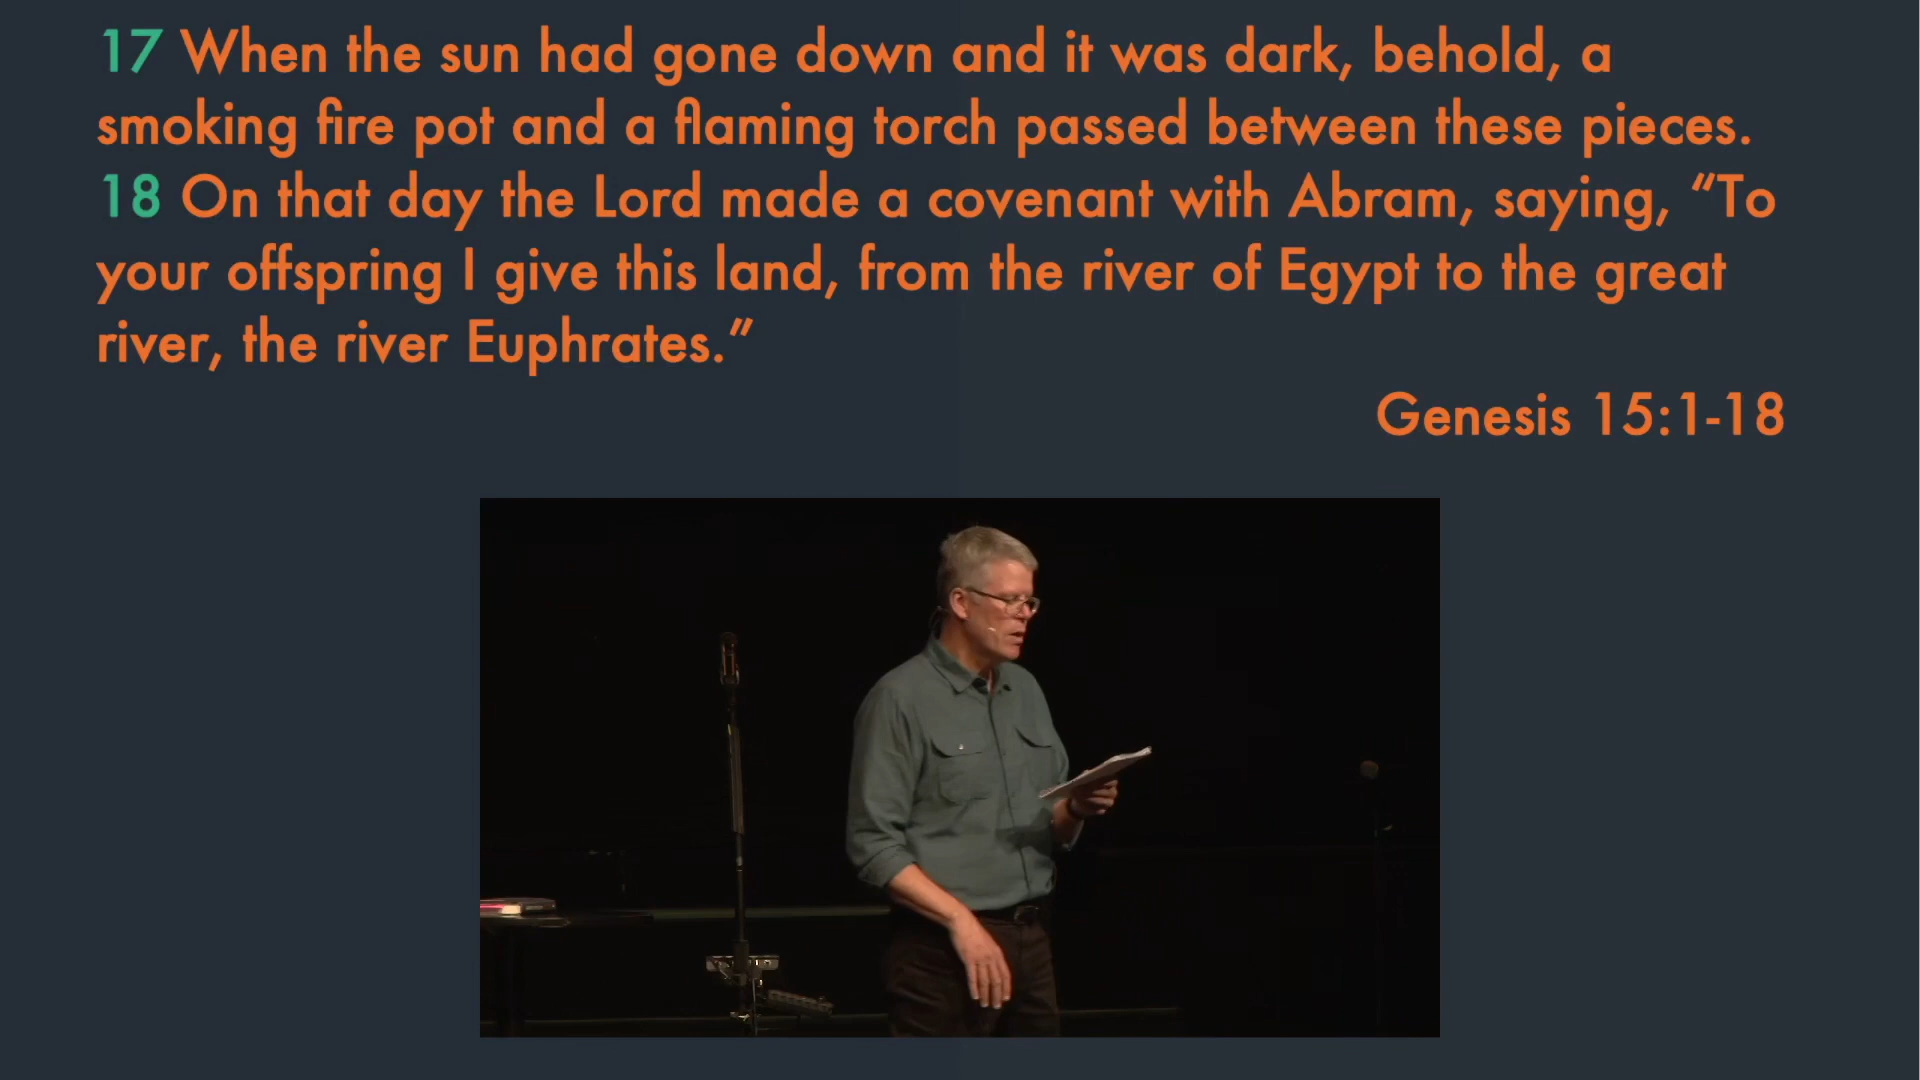 17 When the sun had gone down and it was dark, behold, a
smoking fire pot and a flaming torch passed between these pieces.
18 On that day the Lord made a covenant with Abram, saying, “To
your offspring I give this land, from the river of Egypt to the great
river, the river Euphrates.”
Genesis 15:1-18